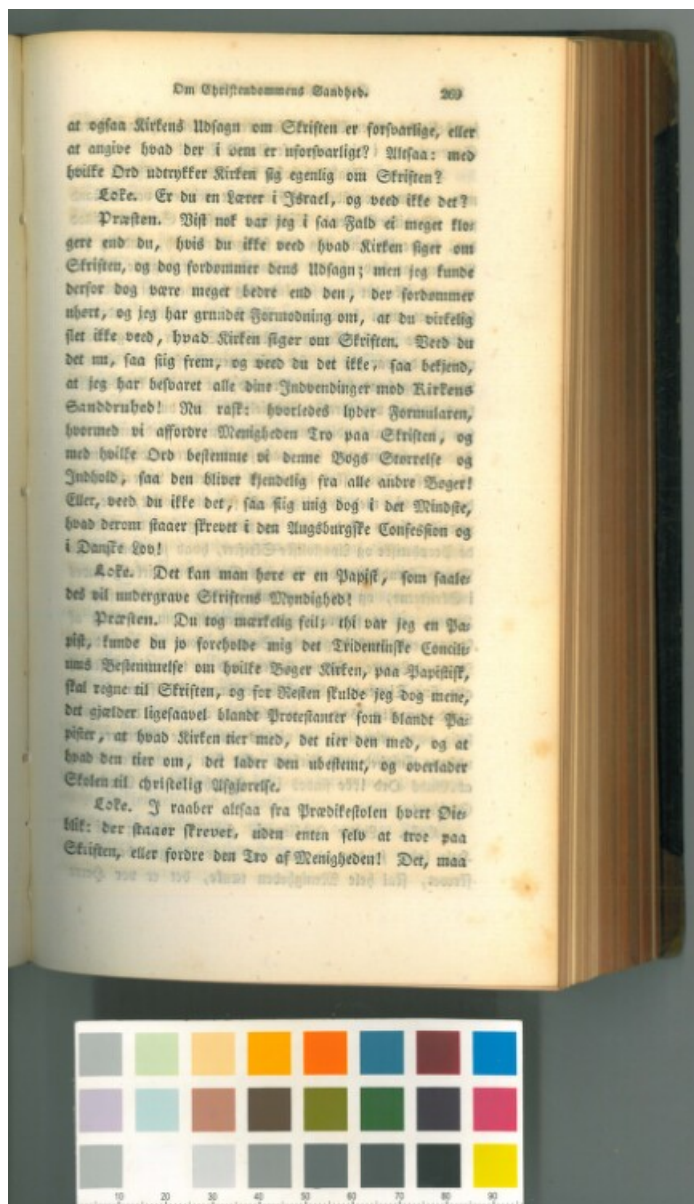 Om Christendommens Sandhed. 269
at ogsaa Kirkens Udsagn om Skriften er forsvarlige, eller
at angive hvad der i dem er uforsvarligt? Altsaa: med
hvilke Ord udtrykker Kirken sig egenlig om Skriften?
Loke. Er du en Lærer i Israel, og veed ikke det?
Præsten. Vist nok var jeg i saa Fald ei meget klo-
gere end du, hvis du ikke veed hvad Kirken siger om
Skriften, og dog fordømmer dens Udsagn; men jeg kunde
derfor dog være meget bedre end den, der fordømmer
uhørt, og jeg har grundet Formodning om, at du virkelig
slet ikke veed, hvad Kirken siger om Skriften. Veed du
det nu, saa siig frem, og veed du det ikke, saa bekjend,
at jeg har besvaret alle dine Indvendinger mod Kirkens
Sanddruhed! Nu rask: hvorledes lyder Formularen,
hvormed vi affordre Menigheden Tro paa Skriften, og
med hvilke Ord bestemme vi denne Bogs Størrelse og
Indhold, saa den bliver kjendelig fra alle andre Bøger!
Eller, veed du ikke det, saa siig mig dog i det Mindste,
hvad derom staaer skrevet i den Augsburgske Confession og
i Danske Lov!
Loke. Det kan man høre er en Papist, som saale-
des vil undergrave Skriftens Myndighed!
Præsten. Du tog mærkelig feil; thi var jeg en Pa-
pist, kunde du jo foreholde mig det Tridentinske Concili-
ums Bestemmelse om hvilke Bøger Kirken, paa Papistisk,
skal regne til Skriften, og for Resten skulde jeg dog mene,
det gjælder ligesaavel blandt Protestanter som blandt Pa-
pister, at hvad Kirken tier med, det tier den med, og at
hvad den tier om, det lader den ubestemt, og overlader
Skolen til christelig Afgjørelse.
Loke. I raaber altsaa fra Prædikestolen hvert Øie-
blik: der staaer skrevet, uden enten selv at troe paa
Skriften, eller fordre den Tro af Menigheden! Det, maa
10 20 30 40 50 60 70 80 90